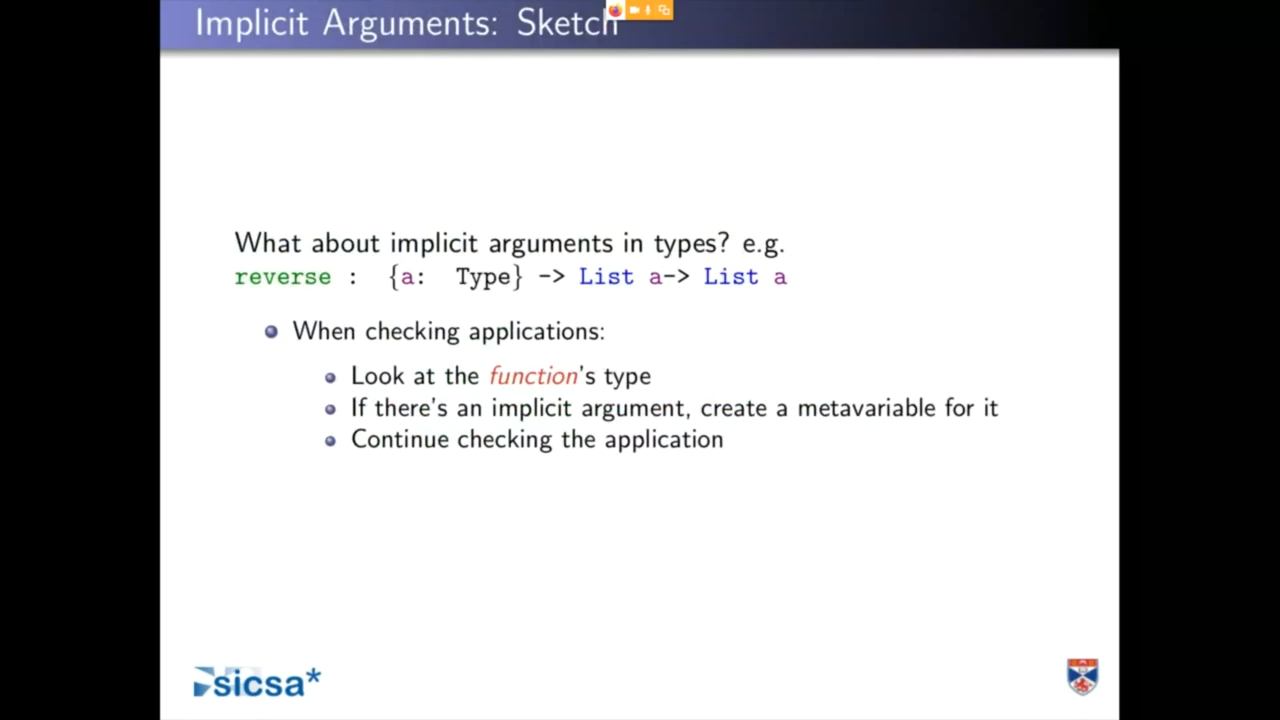 Implicit Arguments: Sketch
What about implicit arguments in types? e.g.
reverse : {a: Type} -> List a-> List a
When checking applications:
Look at the function's type
If there's an implicit argument, create a metavariable for it
Continue checking the application
sicsa*